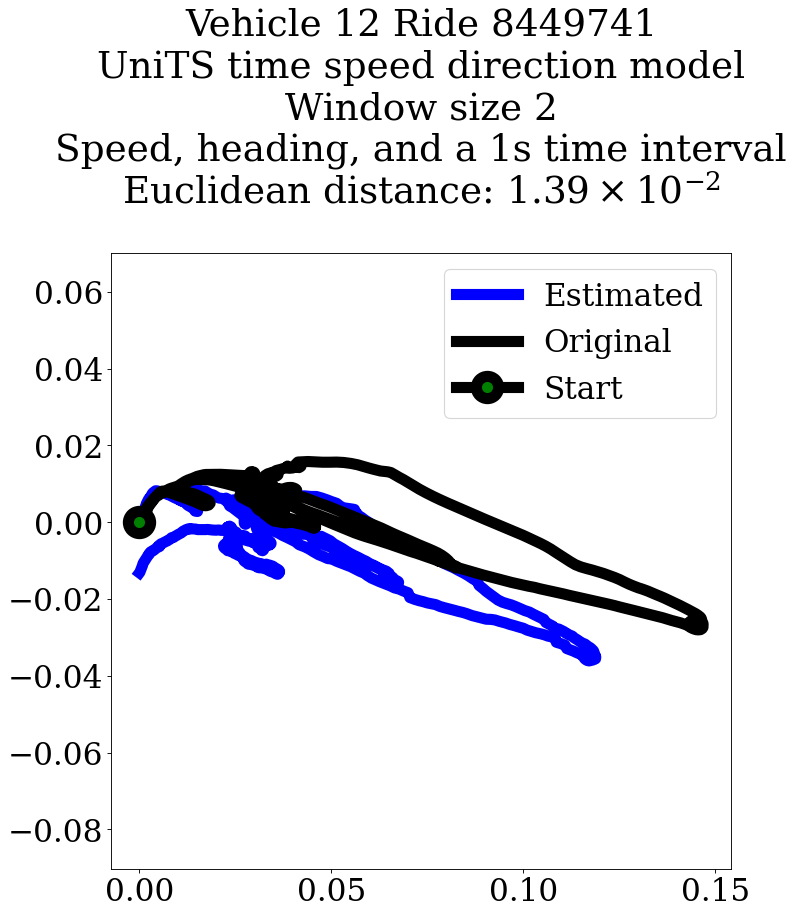 Vehicle 12 Ride 8449741
UniTS time speed direction model
Window size 2
Speed, heading, and a 1s time interval
Euclidean distance: 1.39 × 10⁻²
Estimated
Original
Start
0.06
0.04
0.02
0.00
−0.02
−0.04
−0.06
−0.08
0.00 0.05 0.10 0.15